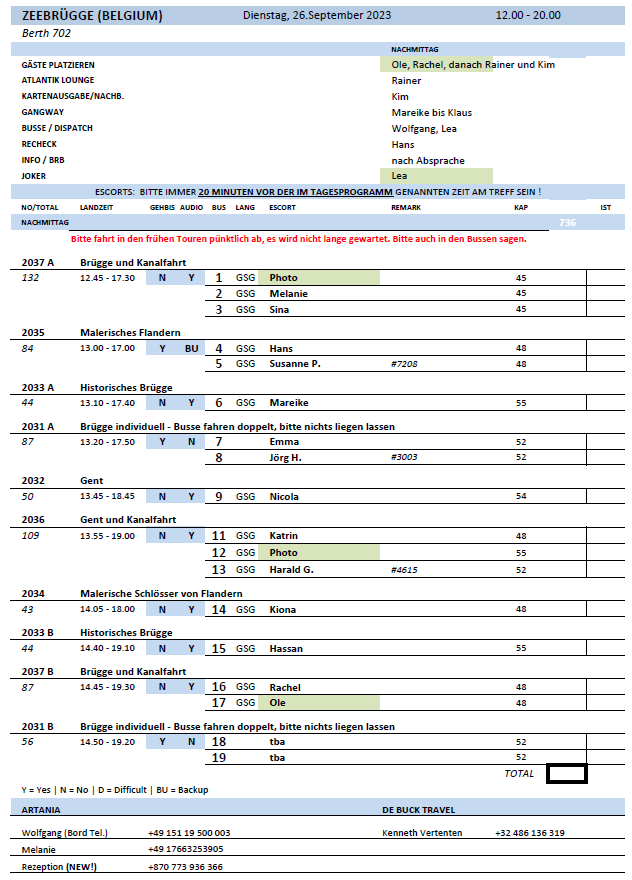 ZEEBRÜGGE (BELGIUM) Dienstag, 26.September 2023 12.00 - 20.00
Berth 702
NACHMITTAG
GÄSTE PLATZIEREN Ole, Rachel, danach Rainer und Kim
ATLANTIK LOUNGE Rainer
KARTENAUSGABE/NACHB. Kim
GANGWAY Mareike bis Klaus
BUSSE / DISPATCH Wolfgang, Lea
RECHECK Hans
INFO / BRB nach Absprache
JOKER Lea
ESCORTS: BITTE IMMER 20 MINUTEN VOR DER IM TAGESPROGRAMM GENANNTEN ZEIT AM TREFF SEIN !
NO/TOTAL LANDZEIT GEHBIS AUDIO BUS LANG ESCORT REMARK KAP IST
NACHMITTAG 736
Bitte fahrt in den frühen Touren pünktlich ab, es wird nicht lange gewartet. Bitte auch in den Bussen sagen.
2037 A Brügge und Kanalfahrt
132 12.45 - 17.30 N Y 1 GSG Photo 45
2 GSG Melanie 45
3 GSG Sina 45
2035 Malerisches Flandern
84 13.00 - 17.00 Y BU 4 GSG Hans 48
5 GSG Susanne P. #7208 48
2033 A Historisches Brügge
44 13.10 - 17.40 N Y 6 GSG Mareike 55
2031 A Brügge individuell - Busse fahren doppelt, bitte nichts liegen lassen
87 13.20 - 17.50 Y N 7 Emma 52
8 Jörg H. #3003 52
2032 Gent
50 13.45 - 18.45 N Y 9 GSG Nicola 54
2036 Gent und Kanalfahrt
109 13.55 - 19.00 N Y 11 GSG Katrin 48
12 GSG Photo 55
13 GSG Harald G. #4615 52
2034 Malerische Schlösser von Flandern
43 14.05 - 18.00 N Y 14 GSG Kiona 48
2033 B Historisches Brügge
44 14.40 - 19.10 N Y 15 GSG Hassan 55
2037 B Brügge und Kanalfahrt
87 14.45 - 19.30 N Y 16 GSG Rachel 48
17 GSG Ole 48
2031 B Brügge individuell - Busse fahren doppelt, bitte nichts liegen lassen
56 14.50 - 19.20 Y N 18 tba 52
19 tba 52
TOTAL
Y = Yes | N = No | D = Difficult | BU = Backup
ARTANIA DE BUCK TRAVEL
Wolfgang (Bord Tel.) +49 151 19 500 003 Kenneth Vertenten +32 486 136 319
Melanie +49 17663253905
Rezeption (NEW!) +870 773 936 366